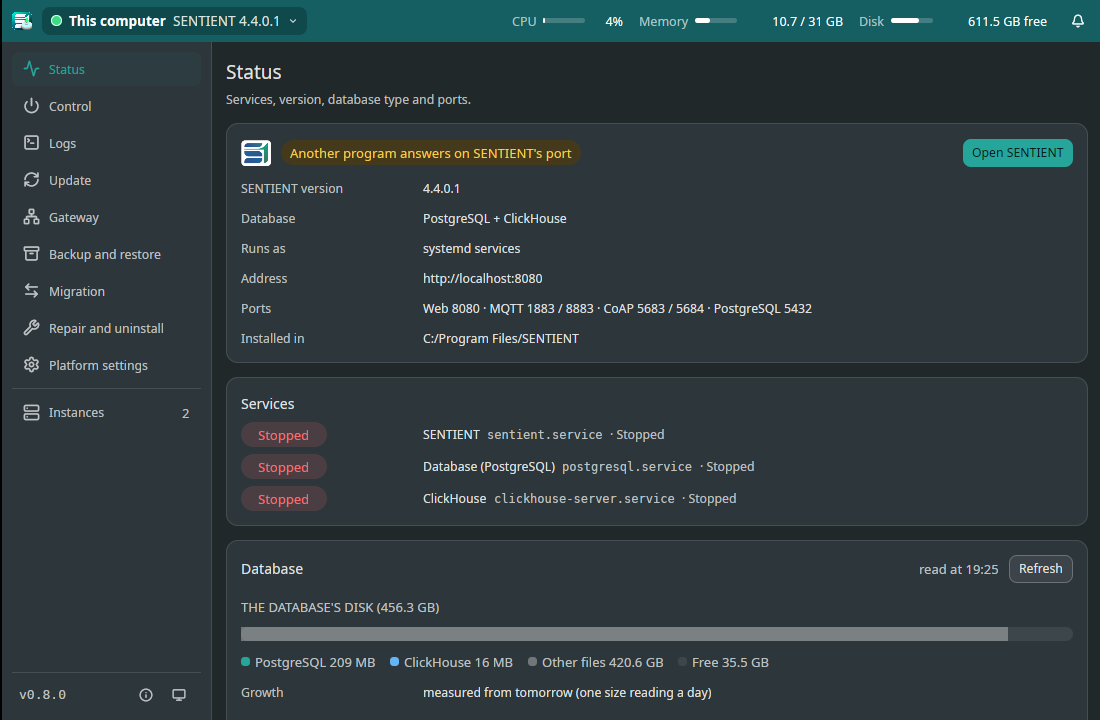 This computer SENTIENT 4.4.0.1
CPU 4% Memory 10.7 / 31 GB Disk 611.5 GB free
Status
Control
Logs
Update
Gateway
Backup and restore
Migration
Repair and uninstall
Platform settings
Instances 2
v0.8.0
Status
Services, version, database type and ports.
Another program answers on SENTIENT's port
Open SENTIENT
SENTIENT version 4.4.0.1
Database PostgreSQL + ClickHouse
Runs as systemd services
Address http://localhost:8080
Ports Web 8080 · MQTT 1883 / 8883 · CoAP 5683 / 5684 · PostgreSQL 5432
Installed in C:/Program Files/SENTIENT
Services
Stopped SENTIENT sentient.service · Stopped
Stopped Database (PostgreSQL) postgresql.service · Stopped
Stopped ClickHouse clickhouse-server.service · Stopped
Database read at 19:25 Refresh
THE DATABASE'S DISK (456.3 GB)
PostgreSQL 209 MB ClickHouse 16 MB Other files 420.6 GB Free 35.5 GB
Growth measured from tomorrow (one size reading a day)